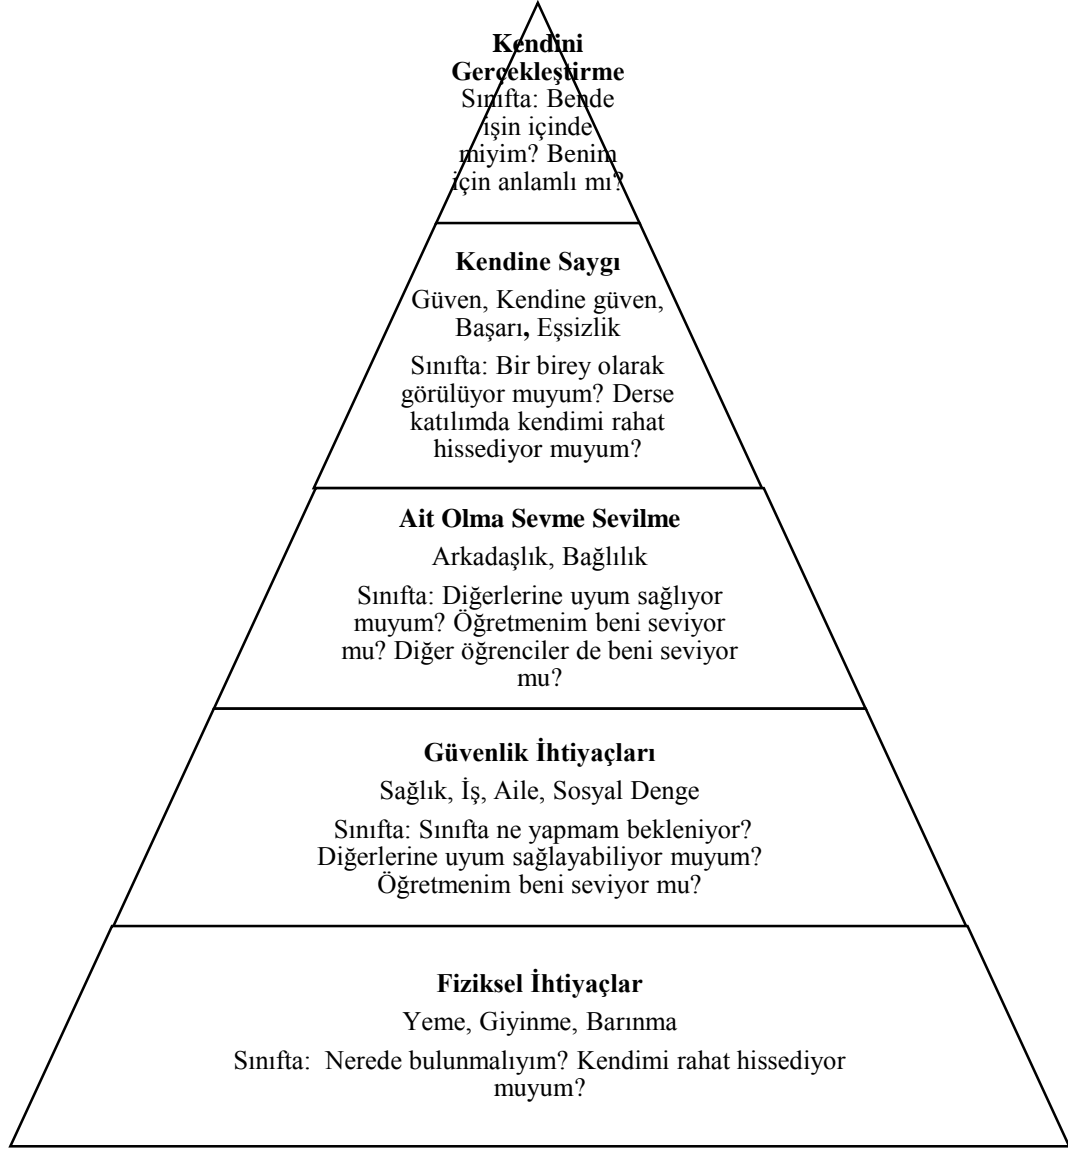 Kendini
Gerçekleştirme
Sınıfta: Bende
işin içinde
miyim? Benim
için anlamlı mı?
Kendine Saygı
Güven, Kendine güven,
Başarı, Eşsizlik
Sınıfta: Bir birey olarak
görülüyor muyum? Derse
katılımda kendimi rahat
hissediyor muyum?
Ait Olma Sevme Sevilme
Arkadaşlık, Bağlılık
Sınıfta: Diğerlerine uyum sağlıyor
muyum? Öğretmenim beni seviyor
mu? Diğer öğrenciler de beni seviyor
mu?
Güvenlik İhtiyaçları
Sağlık, İş, Aile, Sosyal Denge
Sınıfta: Sınıfta ne yapmam bekleniyor?
Diğerlerine uyum sağlayabiliyor muyum?
Öğretmenim beni seviyor mu?
Fiziksel İhtiyaçlar
Yeme, Giyinme, Barınma
Sınıfta:  Nerede bulunmalıyım? Kendimi rahat hissediyor
muyum?